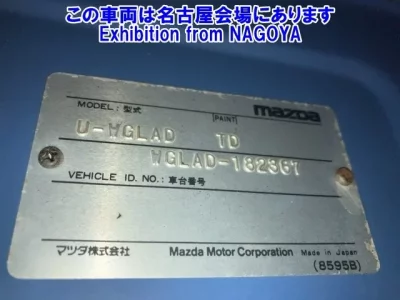 この車両は名古屋会場にあります
Exhibition from NAGOYA
mazda
MODEL: 型式 PAINT
U-WGLAD TD
WGLAD-182367
VEHICLE ID. NO.: 車台番号
マツダ株式会社 Mazda Motor Corporation Made in Japan
(8595B)